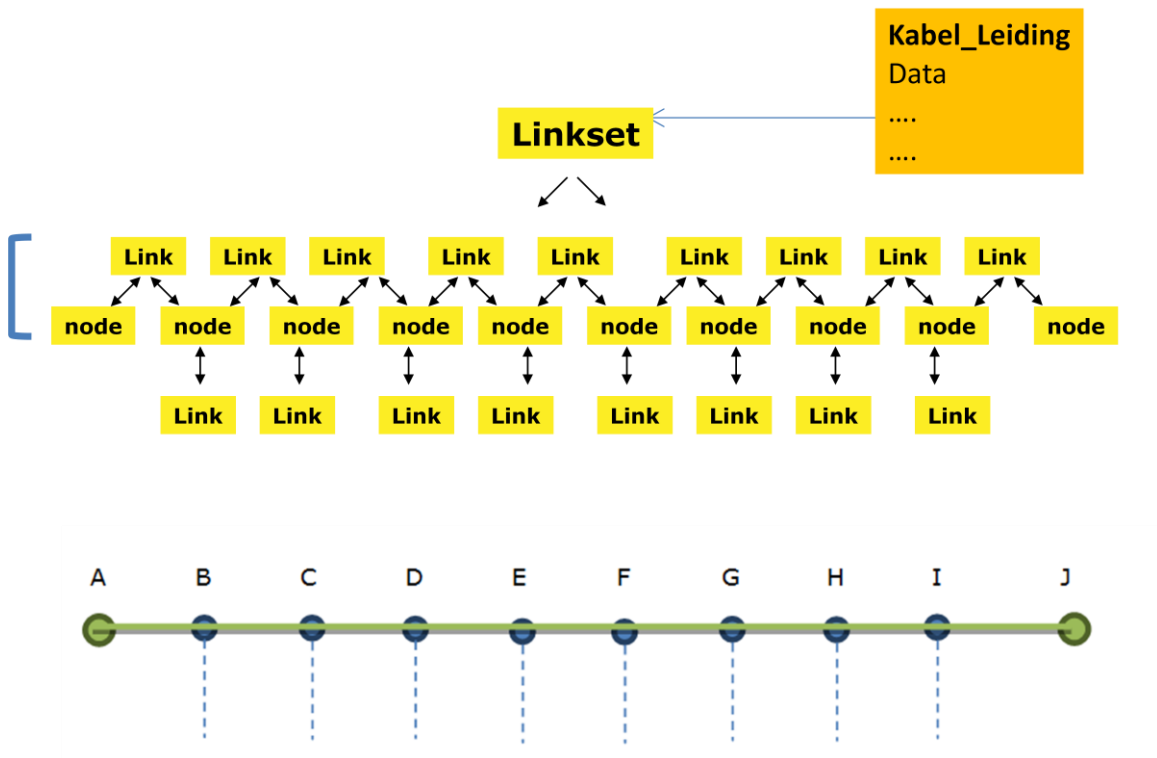 Kabel_Leiding
Data
....
....
Linkset
Link Link Link Link Link Link Link Link Link
node node node node node node node node node node
Link Link Link Link Link Link Link Link
A B C D E F G H I J